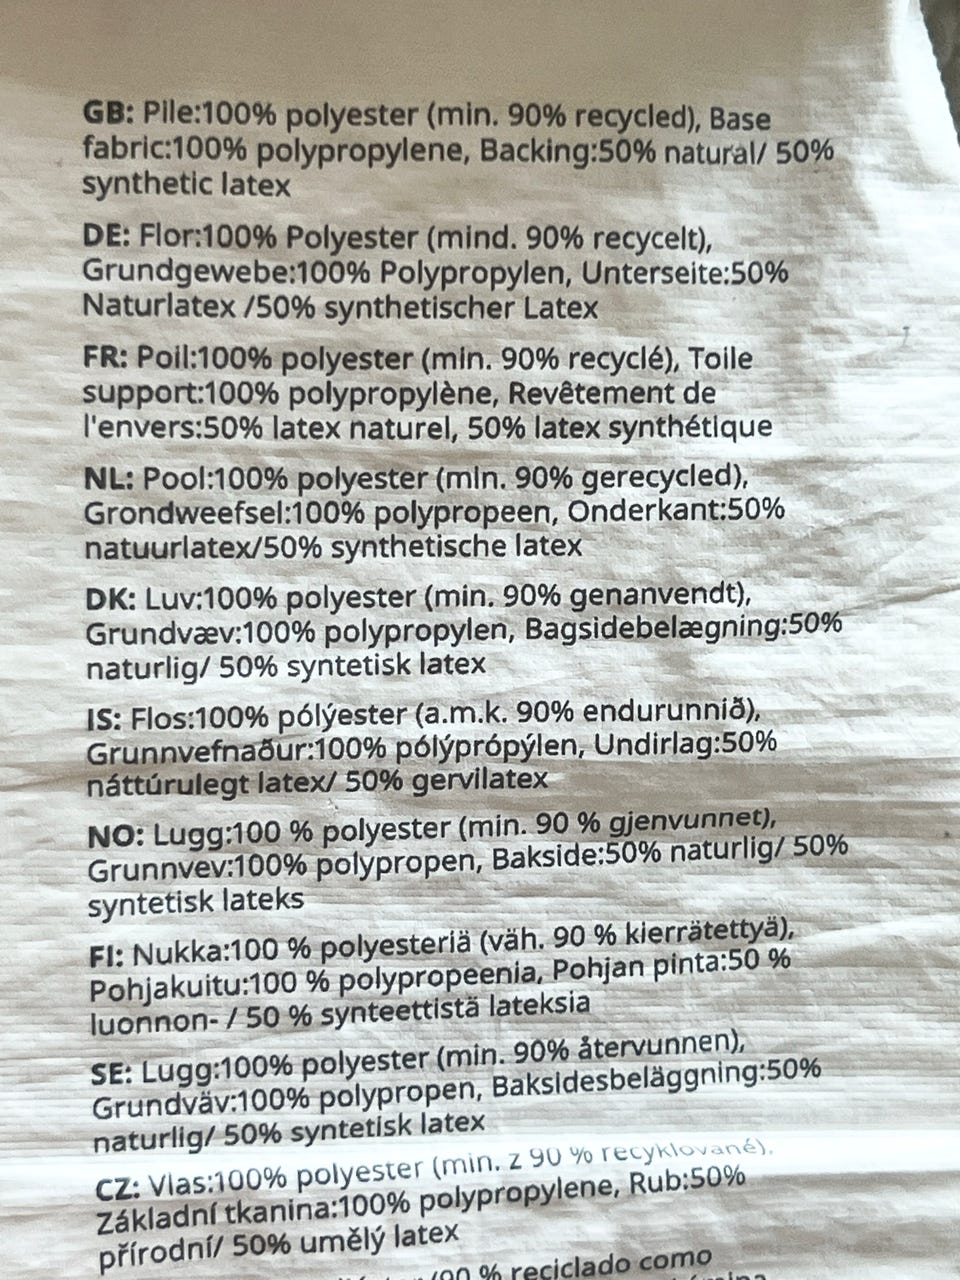 GB: Pile:100% polyester (min. 90% recycled), Base
fabric:100% polypropylene, Backing:50% natural/ 50%
synthetic latex
DE: Flor:100% Polyester (mind. 90% recycelt),
Grundgewebe:100% Polypropylen, Unterseite:50%
Naturlatex /50% synthetischer Latex
FR: Poil:100% polyester (min. 90% recyclé), Toile
support:100% polypropylène, Revêtement de
l'envers:50% latex naturel, 50% latex synthétique
NL: Pool:100% polyester (min. 90% gerecycled),
Grondweefsel:100% polypropeen, Onderkant:50%
natuurlatex/50% synthetische latex
DK: Luv:100% polyester (min. 90% genanvendt),
Grundvæv:100% polypropylen, Bagsidebelægning:50%
naturlig/ 50% syntetisk latex
IS: Flos:100% pólýester (a.m.k. 90% endurunnið),
Grunnvefnaður:100% pólýprópýlen, Undirlag:50%
náttúrulegt latex/ 50% gervilatex
NO: Lugg:100 % polyester (min. 90 % gjenvunnet),
Grunnvev:100% polypropen, Bakside:50% naturlig/ 50%
syntetisk lateks
FI: Nukka:100 % polyesteriä (väh. 90 % kierrätettyä),
Pohjakuitu:100 % polypropeenia, Pohjan pinta:50 %
luonnon- / 50 % synteettistä lateksia
SE: Lugg:100% polyester (min. 90% återvunnen),
Grundväv:100% polypropen, Baksidesbeläggning:50%
naturlig/ 50% syntetisk latex
CZ: Vlas:100% polyester (min. z 90 % recyklované),
Základní tkanina:100% polypropylene, Rub:50%
přírodní/ 50% umělý latex
(90 % reciclado como